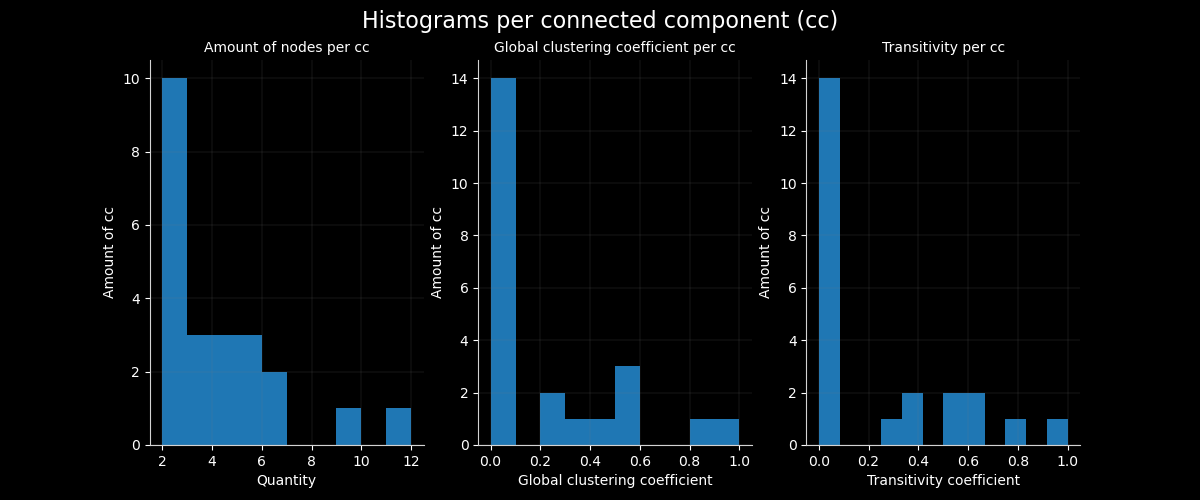 Histograms per connected component (cc)
Amount of nodes per cc
Amount of cc
10
8
6
4
2
0
2 4 6 8 10 12
Quantity
Global clustering coefficient per cc
Amount of cc
14
12
10
8
6
4
2
0
0.0 0.2 0.4 0.6 0.8 1.0
Global clustering coefficient
Transitivity per cc
Amount of cc
14
12
10
8
6
4
2
0
0.0 0.2 0.4 0.6 0.8 1.0
Transitivity coefficient